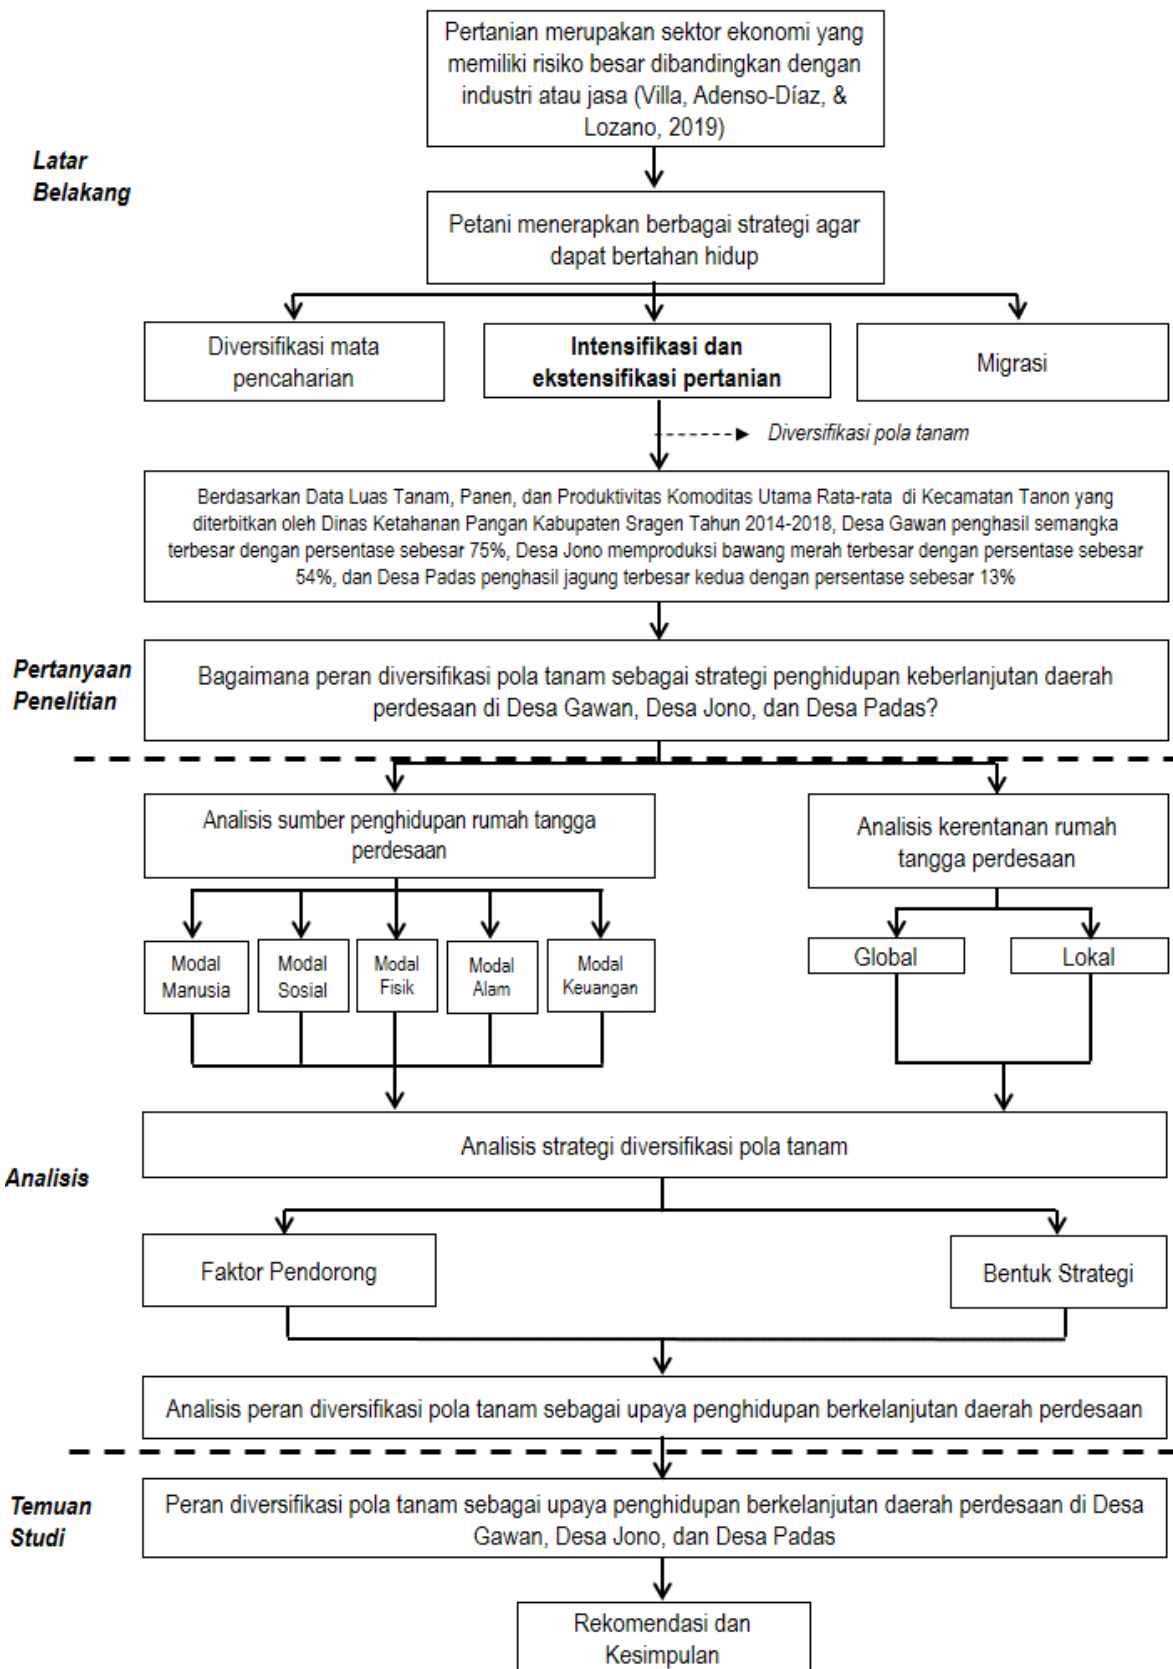 Pertanian merupakan sektor ekonomi yang
memiliki risiko besar dibandingkan dengan
industri atau jasa (Villa, Adenso-Díaz, &
Lozano, 2019)
Latar
Belakang
Petani menerapkan berbagai strategi agar
dapat bertahan hidup
Diversifikasi mata
pencaharian
Intensifikasi dan
ekstensifikasi pertanian
Migrasi
Diversifikasi pola tanam
Berdasarkan Data Luas Tanam, Panen, dan Produktivitas Komoditas Utama Rata-rata di Kecamatan Tanon yang
diterbitkan oleh Dinas Ketahanan Pangan Kabupaten Sragen Tahun 2014-2018, Desa Gawan penghasil semangka
terbesar dengan persentase sebesar 75%, Desa Jono memproduksi bawang merah terbesar dengan persentase sebesar
54%, dan Desa Padas penghasil jagung terbesar kedua dengan persentase sebesar 13%
Pertanyaan
Penelitian
Bagaimana peran diversifikasi pola tanam sebagai strategi penghidupan keberlanjutan daerah
perdesaan di Desa Gawan, Desa Jono, dan Desa Padas?
Analisis sumber penghidupan rumah tangga
perdesaan
Analisis kerentanan rumah
tangga perdesaan
Modal
Manusia
Modal
Sosial
Modal
Fisik
Modal
Alam
Modal
Keuangan
Global
Lokal
Analisis strategi diversifikasi pola tanam
Analisis
Faktor Pendorong
Bentuk Strategi
Analisis peran diversifikasi pola tanam sebagai upaya penghidupan berkelanjutan daerah perdesaan
Temuan
Studi
Peran diversifikasi pola tanam sebagai upaya penghidupan berkelanjutan daerah perdesaan di Desa
Gawan, Desa Jono, dan Desa Padas
Rekomendasi dan
Kesimpulan